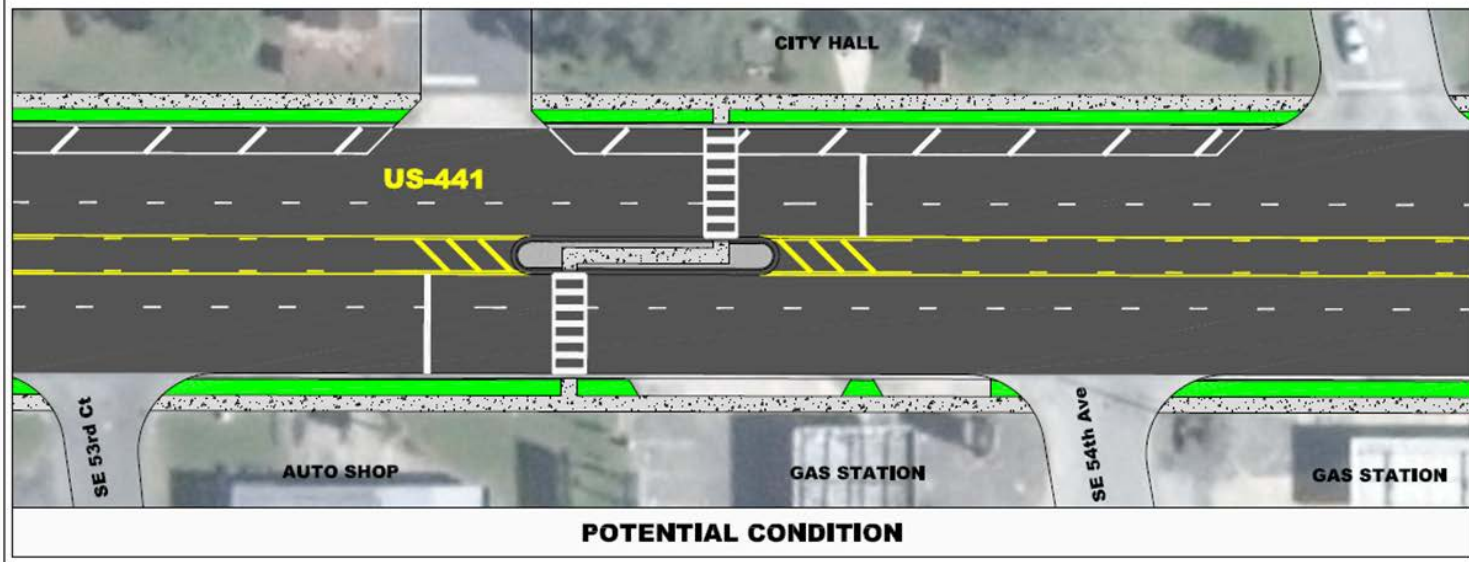 CITY HALL
US-441
SE 53rd Ct
AUTO SHOP
GAS STATION
SE 54th Ave
GAS STATION
POTENTIAL CONDITION